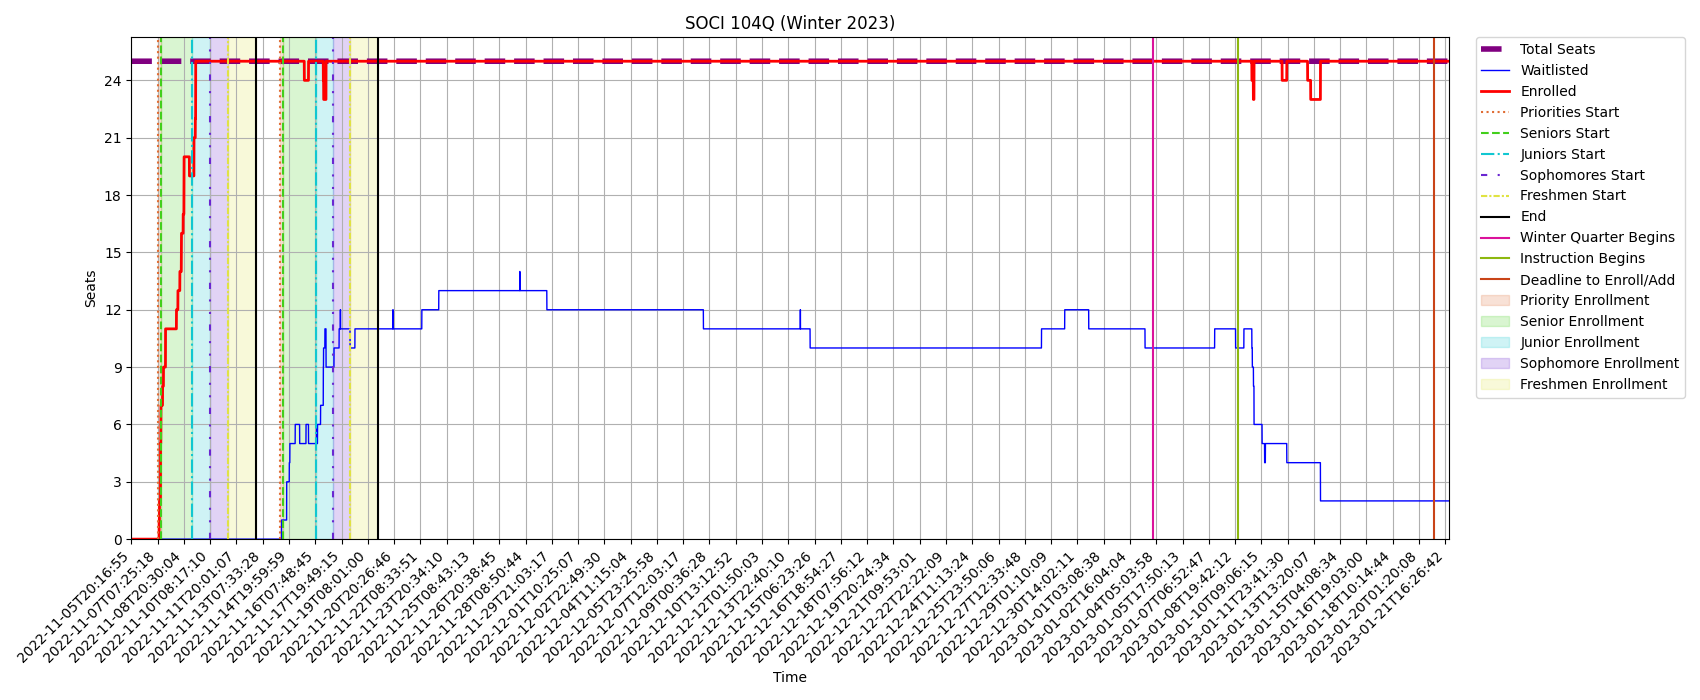 SOCI 104Q (Winter 2023)
Seats
24
21
18
15
12
9
6
3
0
2022-11-05T20:16:55
2022-11-07T07:25:18
2022-11-08T20:30:04
2022-11-10T08:17:10
2022-11-11T20:01:07
2022-11-13T07:33:28
2022-11-14T19:59:59
2022-11-16T07:48:45
2022-11-17T19:49:15
2022-11-19T08:01:00
2022-11-20T20:26:46
2022-11-22T08:33:51
2022-11-23T20:34:10
2022-11-25T08:43:13
2022-11-26T20:38:45
2022-11-28T08:50:44
2022-11-29T21:03:17
2022-12-01T10:25:07
2022-12-02T22:49:30
2022-12-04T11:15:04
2022-12-05T23:25:58
2022-12-07T12:03:17
2022-12-09T00:36:28
2022-12-10T13:12:52
2022-12-12T01:50:03
2022-12-13T22:40:10
2022-12-15T06:23:26
2022-12-16T18:54:27
2022-12-18T07:56:12
2022-12-19T20:24:34
2022-12-21T09:53:01
2022-12-22T22:22:09
2022-12-24T11:13:24
2022-12-25T23:50:06
2022-12-27T12:33:48
2022-12-29T01:10:09
2022-12-30T14:02:11
2023-01-01T03:08:38
2023-01-02T16:04:04
2023-01-04T05:03:58
2023-01-05T17:50:13
2023-01-07T06:52:47
2023-01-08T19:42:12
2023-01-10T09:06:15
2023-01-11T23:41:30
2023-01-13T13:20:07
2023-01-15T04:08:34
2023-01-16T19:03:00
2023-01-18T10:14:44
2023-01-20T01:20:08
2023-01-21T16:26:42
Time
Total Seats
Waitlisted
Enrolled
Priorities Start
Seniors Start
Juniors Start
Sophomores Start
Freshmen Start
End
Winter Quarter Begins
Instruction Begins
Deadline to Enroll/Add
Priority Enrollment
Senior Enrollment
Junior Enrollment
Sophomore Enrollment
Freshmen Enrollment